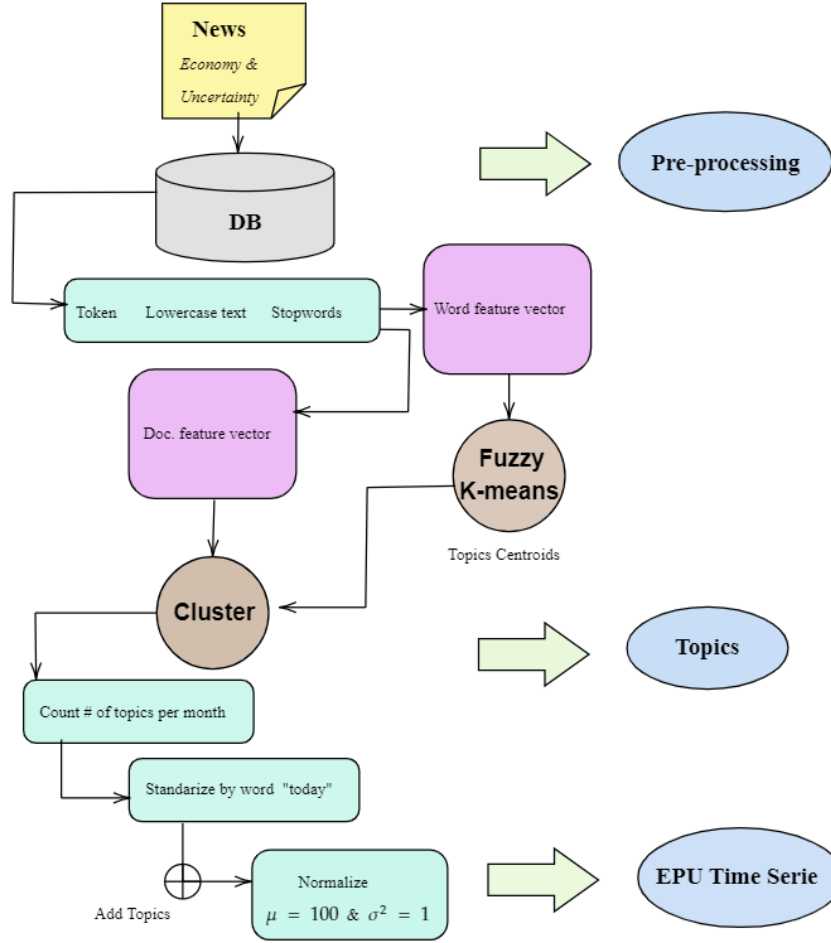 News
Economy &
Uncertainty
Pre-processing
DB
Token Lowercase text Stopwords
Word feature vector
Doc. feature vector
Fuzzy
K-means
Topics Centroids
Cluster
Topics
Count # of topics per month
Standarize by word "today"
EPU Time Serie
Normalize
μ = 100 & σ² = 1
Add Topics